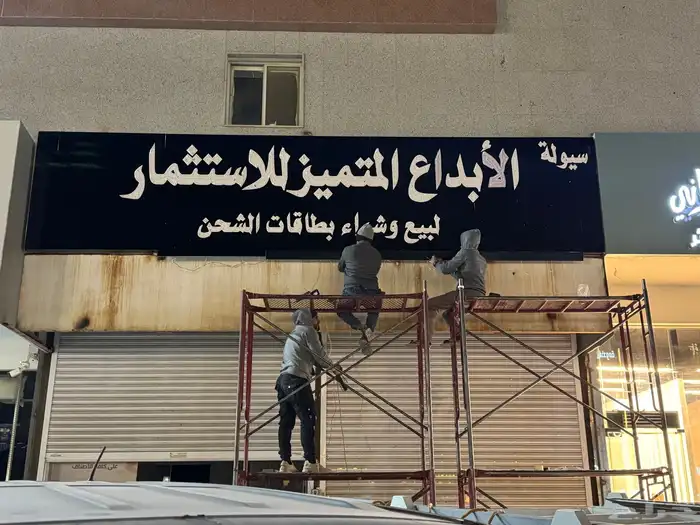 سيولة
الأبداع المتميز للاستثمار
لبيع وشراء بطاقات الشحن